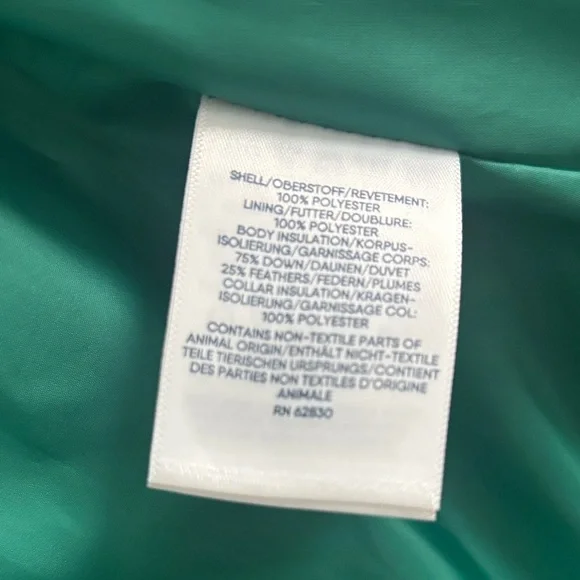 SHELL/OBERSTOFF/REVETEMENT:
100% POLYESTER
LINING/FUTTER/DOUBLURE:
100% POLYESTER
BODY INSULATION/KORPUS-
ISOLIERUNG/GARNISSAGE CORPS:
75% DOWN/DAUNEN/DUVET
25% FEATHERS/FEDERN/PLUMES
COLLAR INSULATION/KRAGEN-
ISOLIERUNG/GARNISSAGE COL:
100% POLYESTER
CONTAINS NON-TEXTILE PARTS OF
ANIMAL ORIGIN/ENTHÄLT NICHT-TEXTILE
TEILE TIERISCHEN URSPRUNGS/CONTIENT
DES PARTIES NON TEXTILES D'ORIGINE
ANIMALE
RN 62830